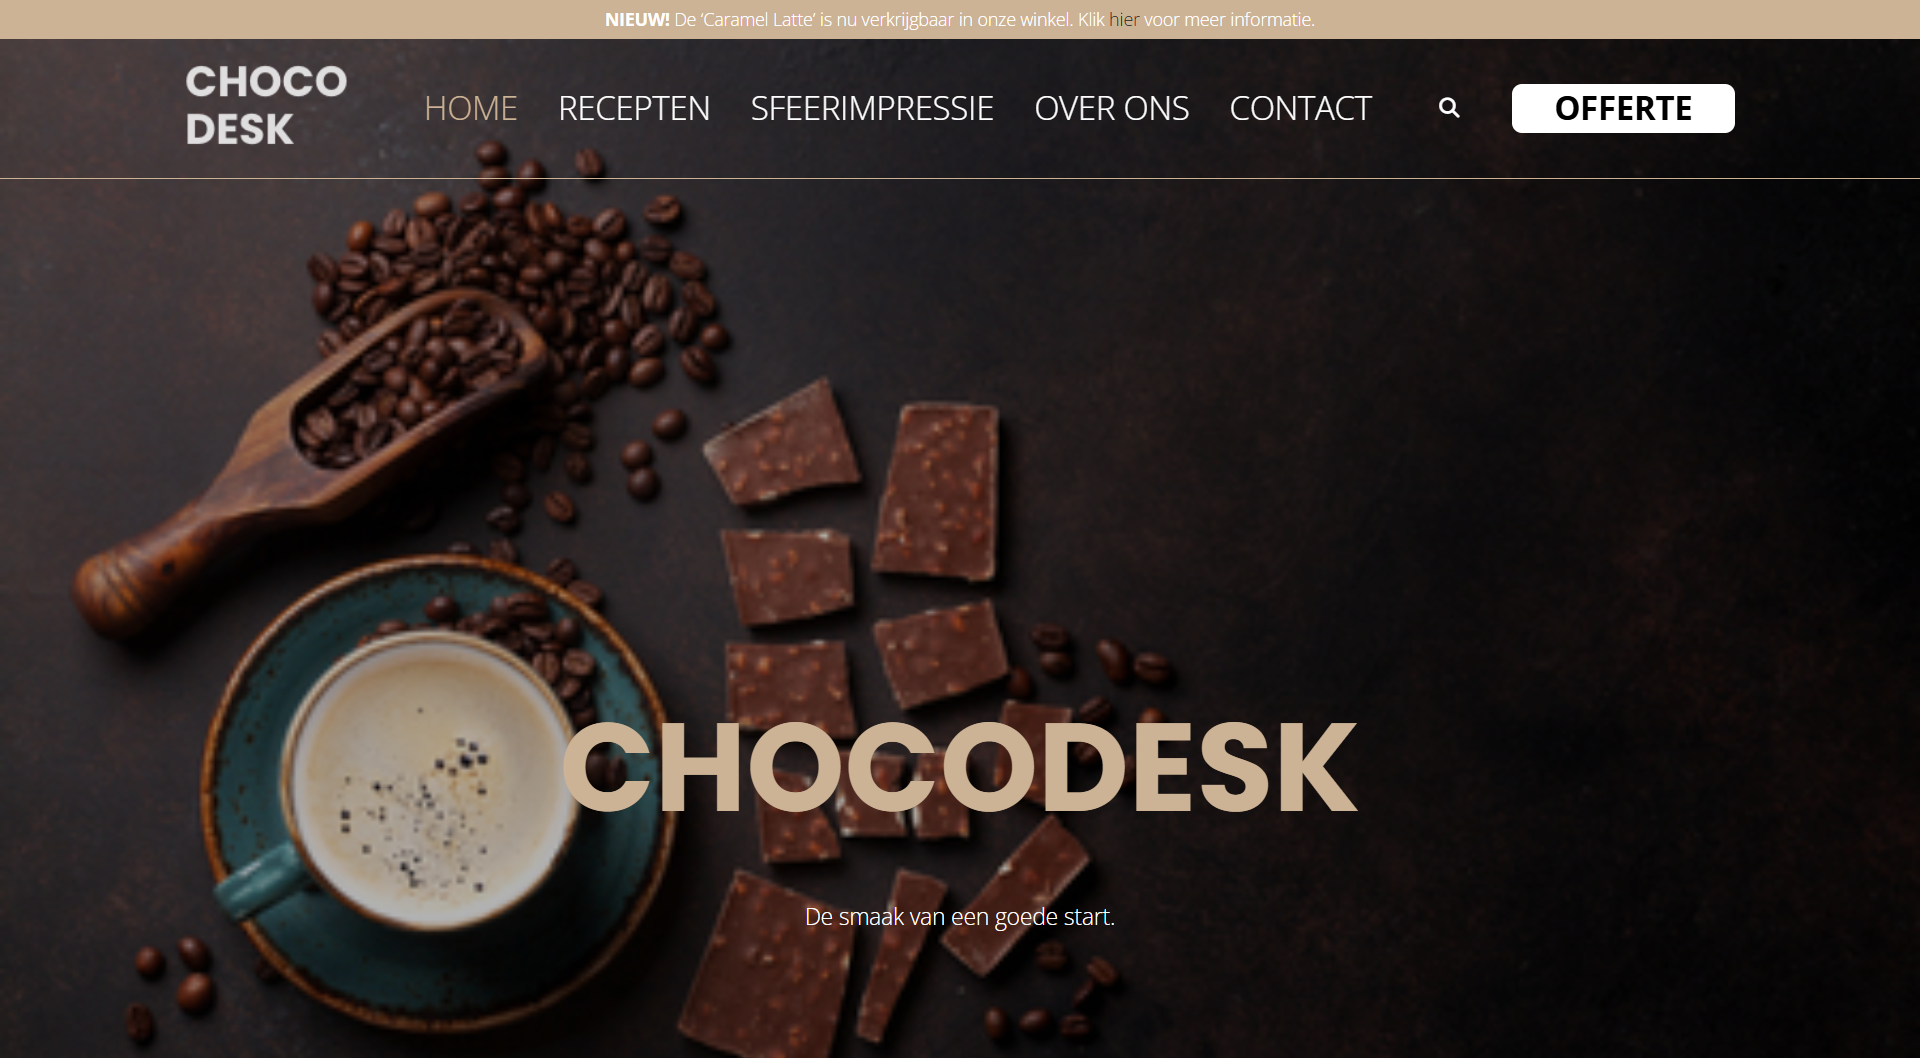 NIEUW! De ‘Caramel Latte’ is nu verkrijgbaar in onze winkel. Klik hier voor meer informatie.
CHOCO
DESK
HOME RECEPTEN SFEERIMPRESSIE OVER ONS CONTACT OFFERTE
CHOCODESK
De smaak van een goede start.